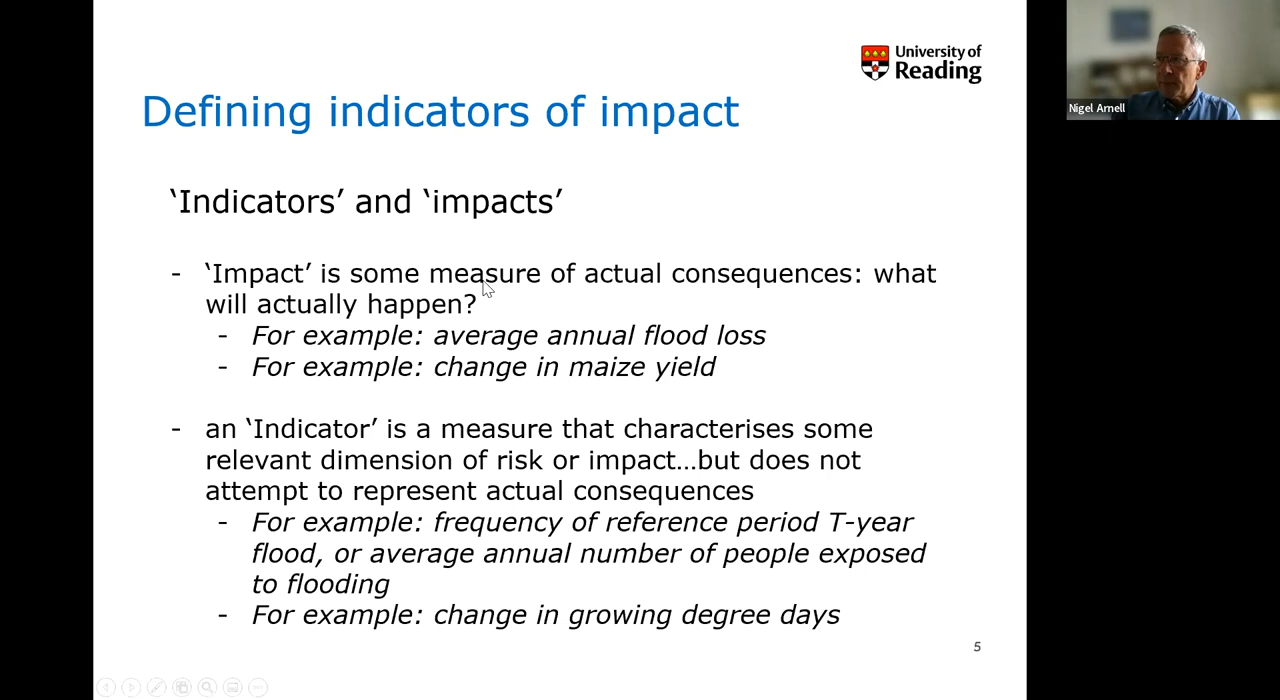 University of
Reading
Nigel Arnell
Defining indicators of impact
‘Indicators’ and ‘impacts’
- ‘Impact’ is some measure of actual consequences: what
will actually happen?
- For example: average annual flood loss
- For example: change in maize yield
- an ‘Indicator’ is a measure that characterises some
relevant dimension of risk or impact…but does not
attempt to represent actual consequences
- For example: frequency of reference period T-year
flood, or average annual number of people exposed
to flooding
- For example: change in growing degree days
5